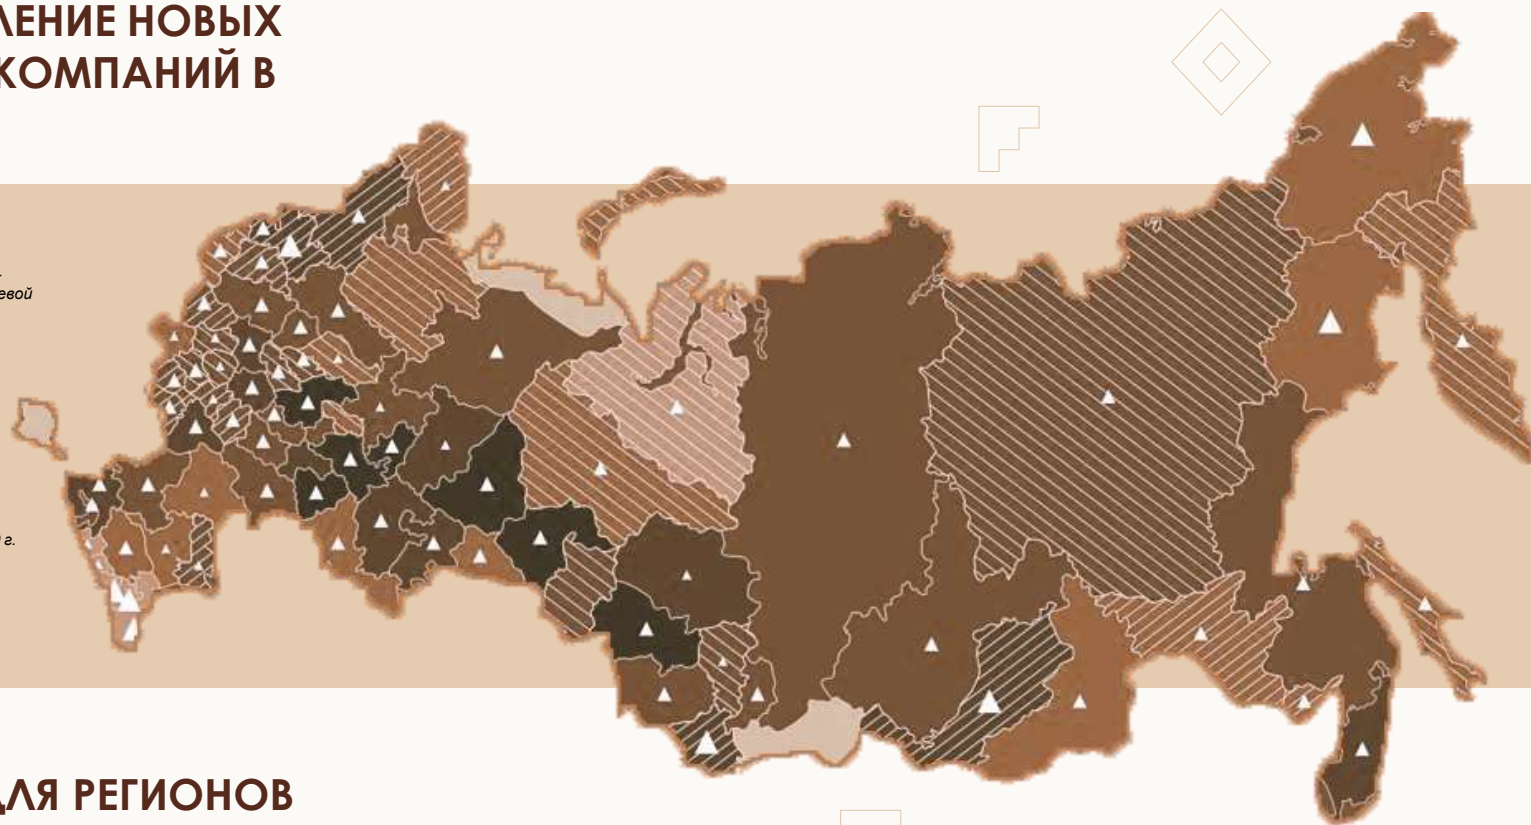 ЛЕНИЕ НОВЫХ
КОМПАНИЙ В
евой
г.
ДЛЯ РЕГИОНОВ